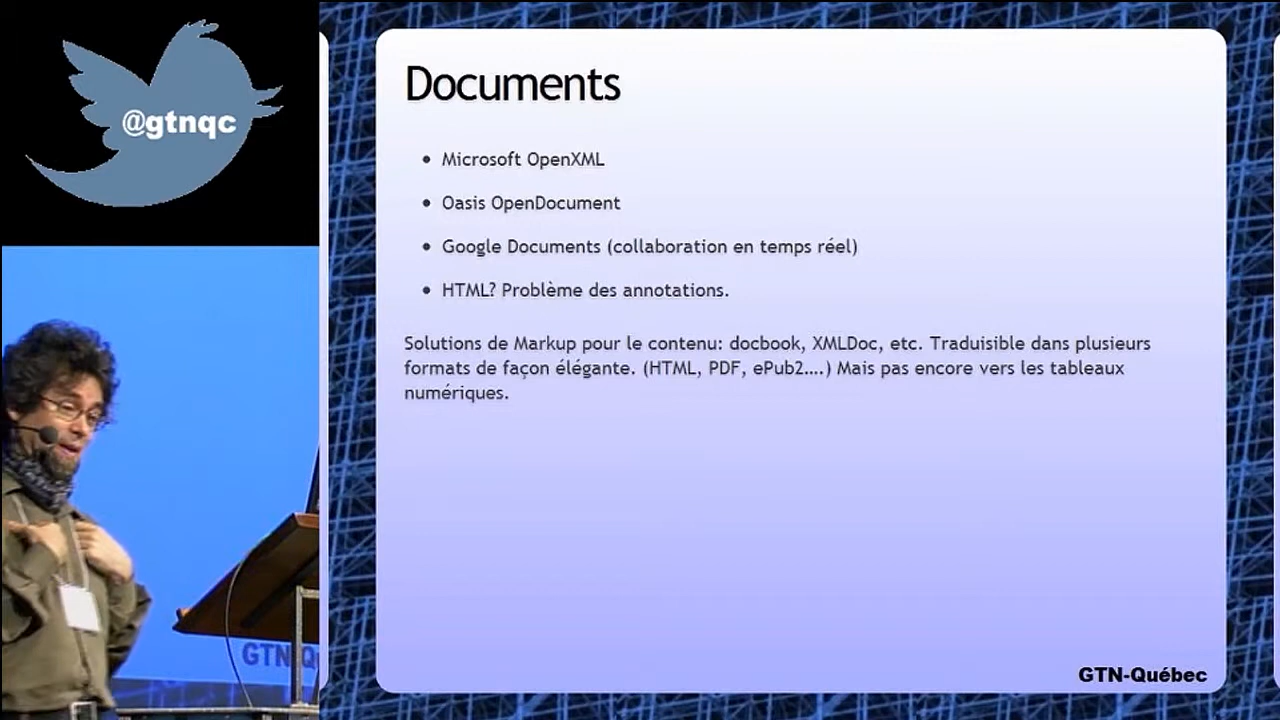 @gtnqc
Documents
• Microsoft OpenXML
• Oasis OpenDocument
• Google Documents (collaboration en temps réel)
• HTML? Problème des annotations.
Solutions de Markup pour le contenu: docbook, XMLDoc, etc. Traduisible dans plusieurs
formats de façon élégante. (HTML, PDF, ePub2....) Mais pas encore vers les tableaux
numériques.
GTN-Québec